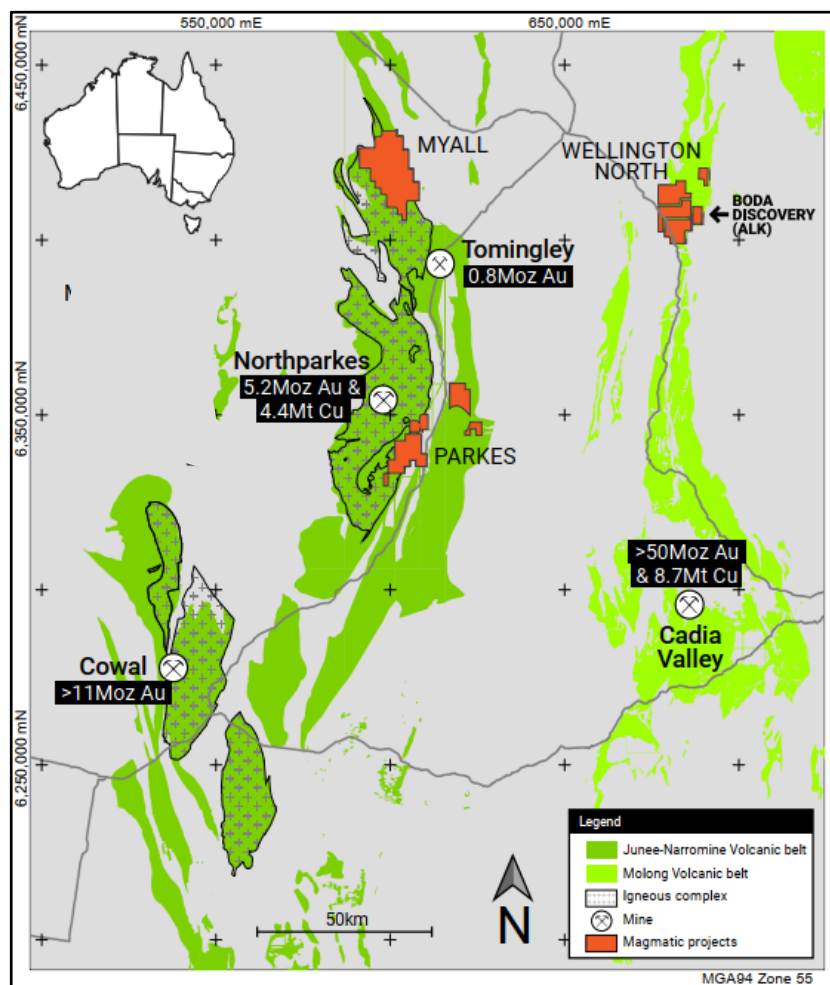 550,000 mE
650,000 mE
6,450,000 mN
MYALL
WELLINGTON
NORTH
BODA
DISCOVERY
(ALK)
Tomingley
0.8Moz Au
Northparkes
5.2Moz Au &
4.4Mt Cu
6,350,000 mN
PARKES
>50Moz Au
& 8.7Mt Cu
Cadia
Valley
Cowal
>11Moz Au
6,250,000 mN
Legend
Junee-Narromine Volcanic belt
Molong Volcanic belt
Igneous complex
Mine
Magmatic projects
50km
N
MGA94 Zone 55